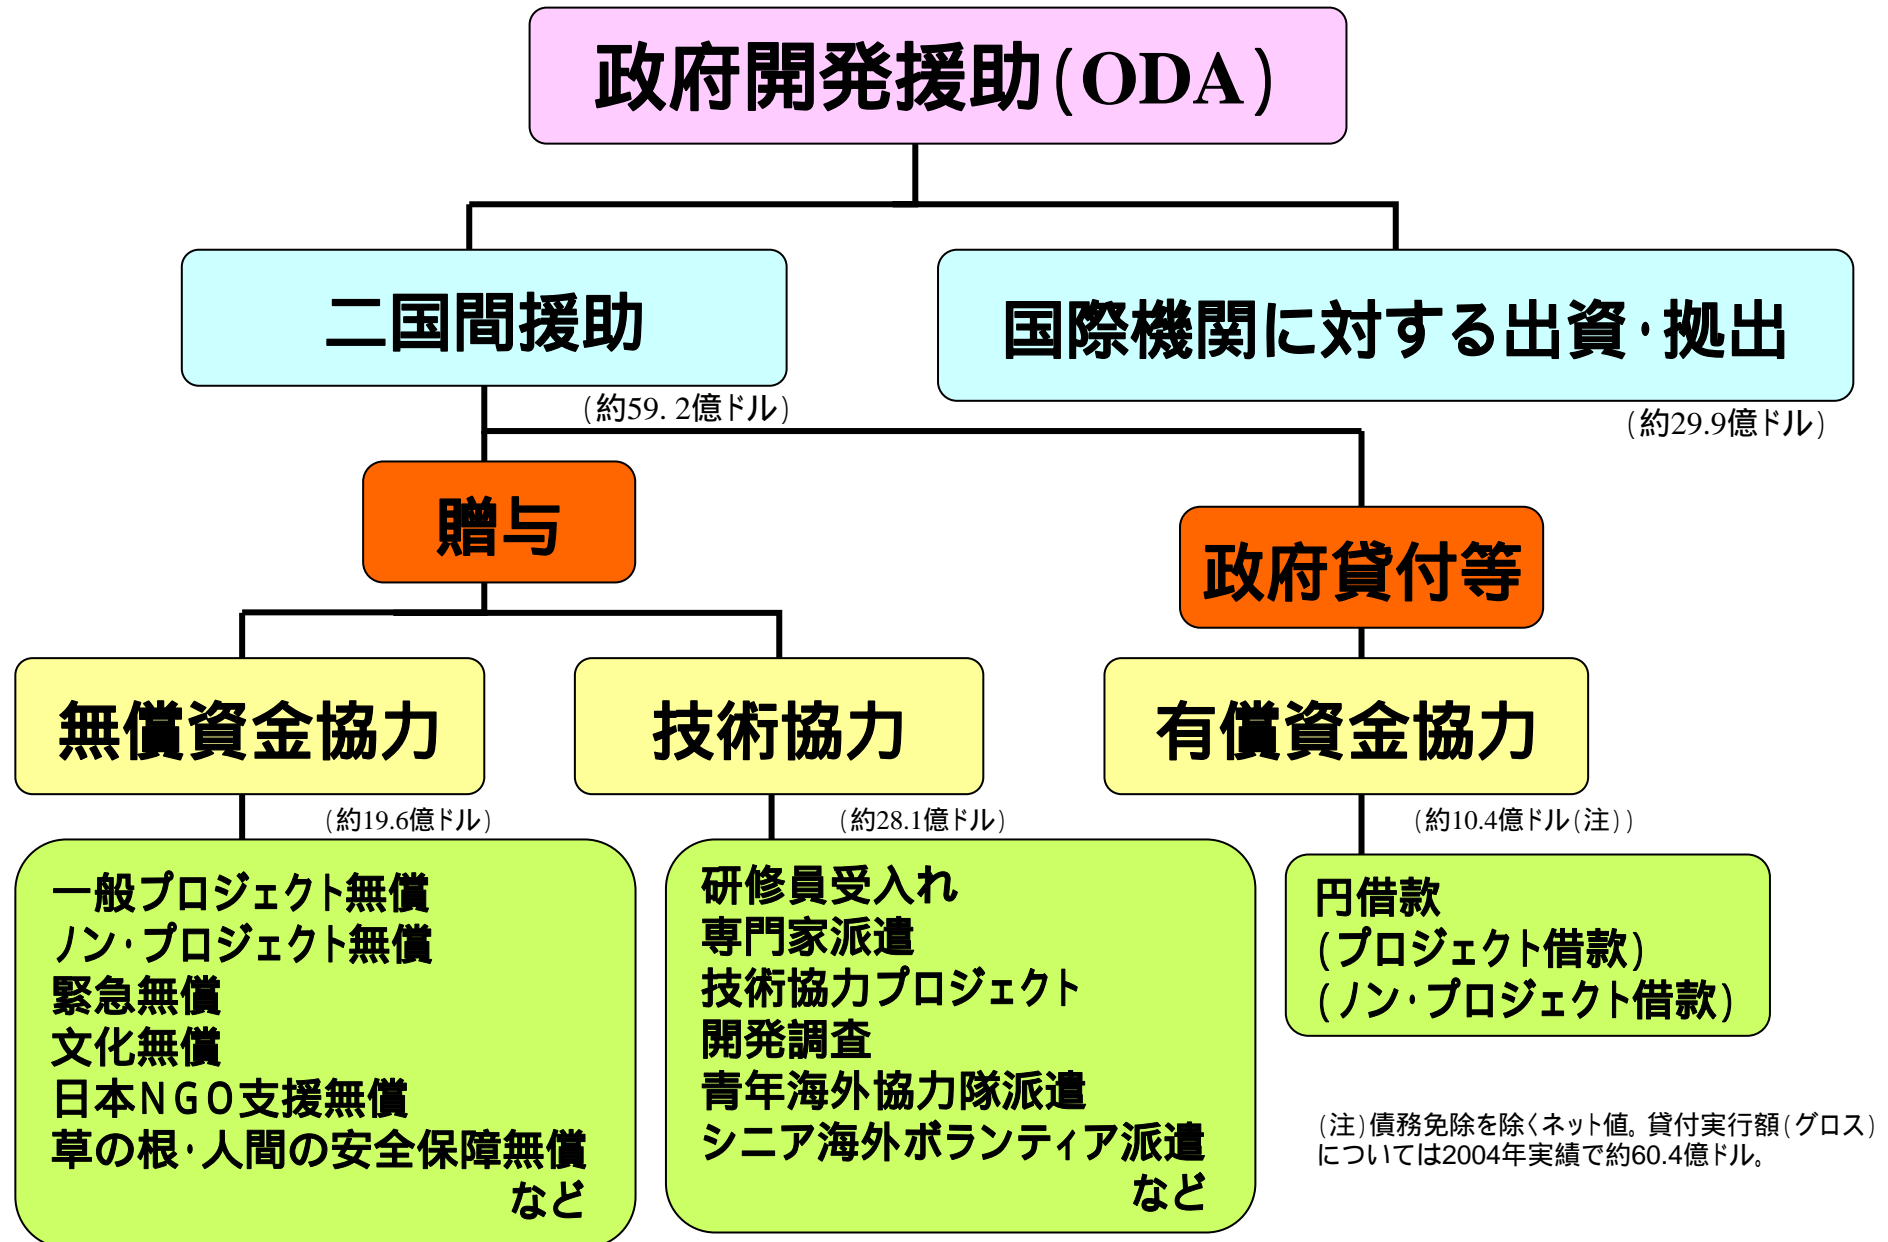 政府開発援助(ODA)
二国間援助
国際機関に対する出資・拠出
(約59. 2億ドル)
(約29.9億ドル)
贈与
政府貸付等
無償資金協力
技術協力
有償資金協力
(約19.6億ドル)
(約28.1億ドル)
(約10.4億ドル(注))
一般プロジェクト無償
ノン・プロジェクト無償
緊急無償
文化無償
日本NGO支援無償
草の根・人間の安全保障無償
など
研修員受入れ
専門家派遣
技術協力プロジェクト
開発調査
青年海外協力隊派遣
シニア海外ボランティア派遣
など
円借款
(プロジェクト借款)
(ノン・プロジェクト借款)
(注)債務免除を除くネット値。貸付実行額(グロス)
については2004年実績で約60.4億ドル。